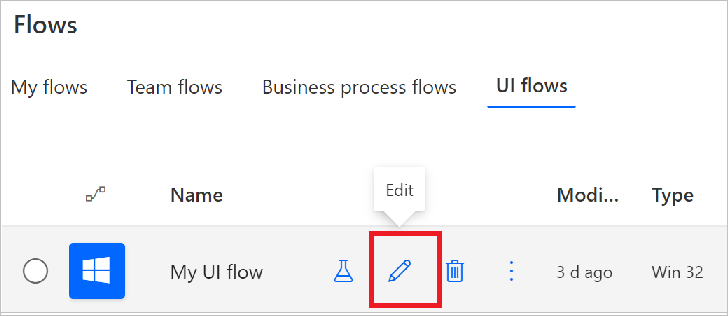 Flows
My flows Team flows Business process flows UI flows
Edit
Name Modi... Type
My UI flow 3 d ago Win 32